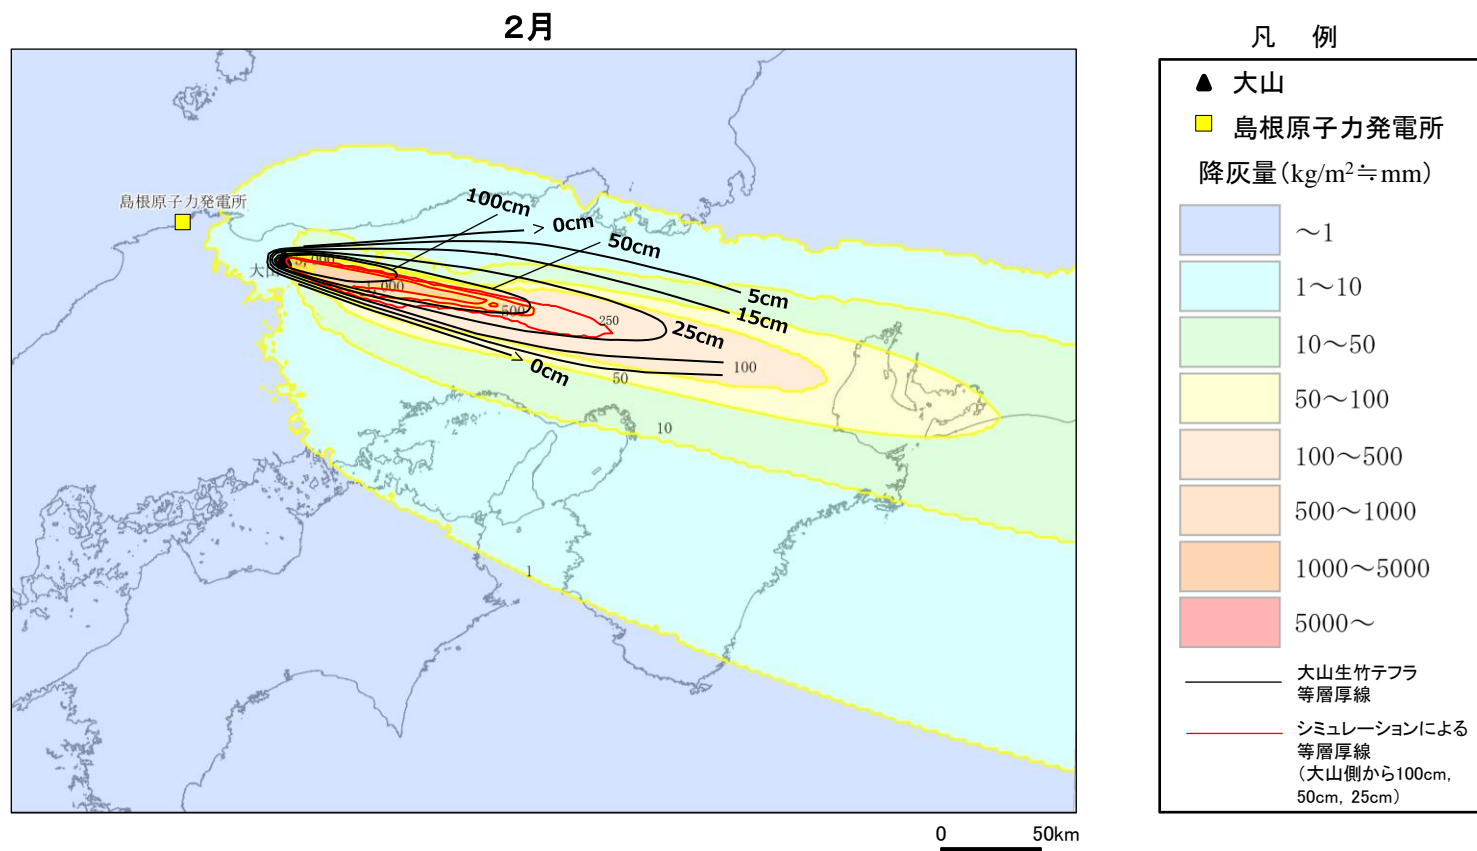 2月
凡 例
大山
島根原子力発電所
降灰量（kg/m²≒mm）
～1
1～10
10～50
50～100
100～500
500～1000
1000～5000
5000～
大山生竹テフラ
等層厚線
シミュレーションによる
等層厚線
（大山側から100cm,
50cm, 25cm）
島根原子力発電所
100cm
> 0cm
50cm
大山
5,000
1,000
500
250
5cm
15cm
25cm
> 0cm
100
50
10
1
0 50km